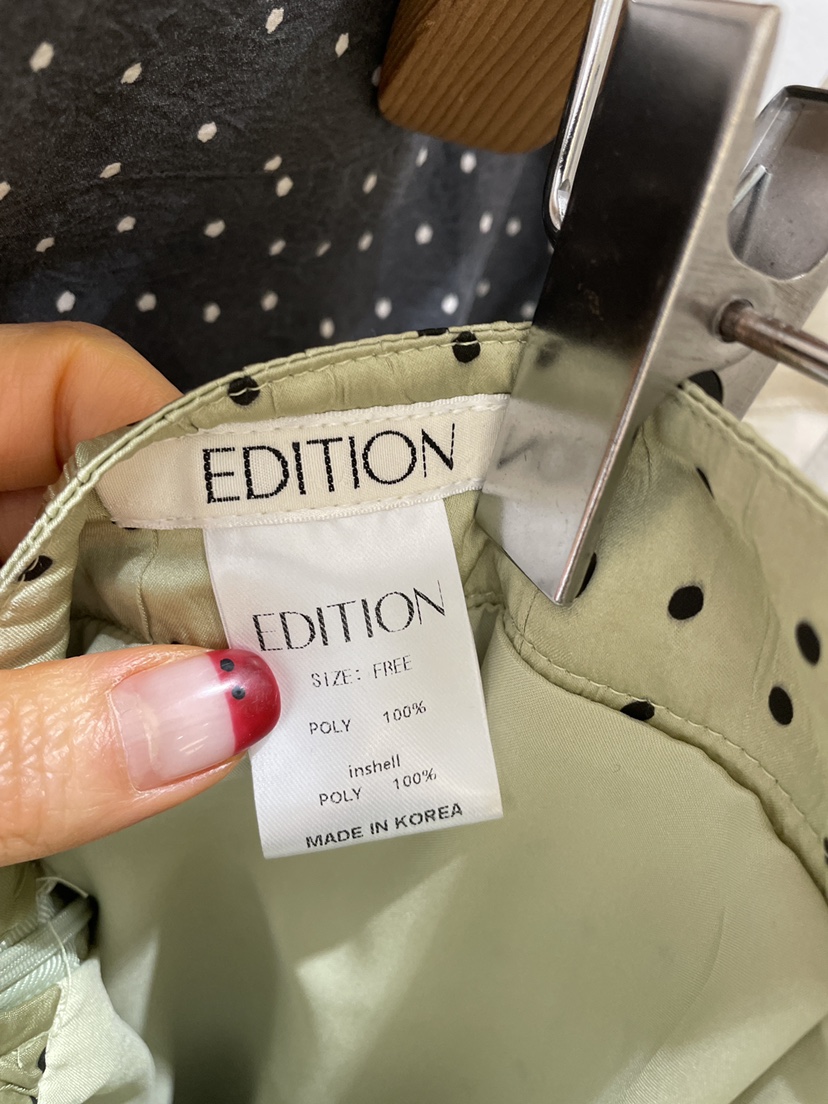 EDITION
EDITION
SIZE: FREE
POLY 100%
inshell
POLY 100%
MADE IN KOREA